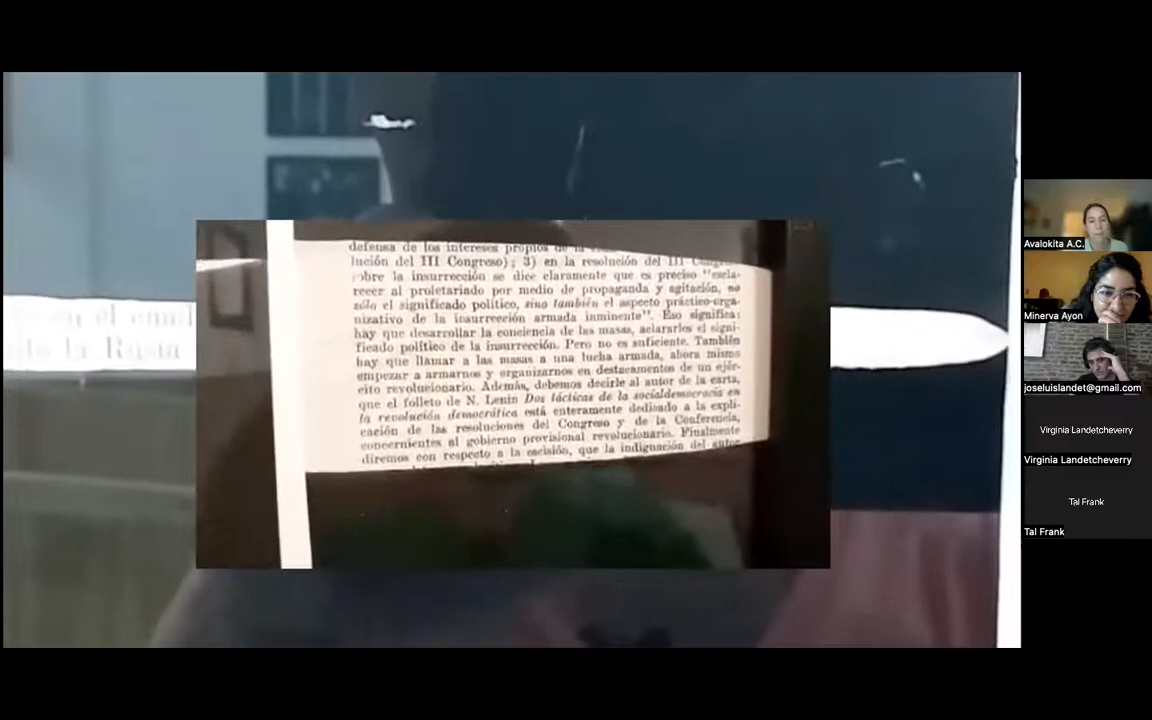 en el
la Rusia
defensa de los intereses propios de la
lución del III Congreso); 3) en la resolución del III
sobre la insurrección se dice claramente que es preciso "escla-
recer al proletariado por medio de propaganda y agitación, no
sólo el significado político, sino también el aspecto práctico-orga-
nizativo de la insurrección armada inminente". Eso significa:
hay que desarrollar la conciencia de las masas, aclararles el signi-
ficado político de la insurrección. Pero no es suficiente. También
hay que llamar a las masas a una lucha armada, ahora mismo
empezar a armarnos y organizarnos en destacamentos de un ejér-
cito revolucionario. Además, debemos decirle al autor de la carta,
que el folleto de N. Lenin Dos tácticas de la socialdemocracia en
la revolución democrática está enteramente dedicado a la expli-
cación de las resoluciones del Congreso y de la Conferencia,
concernientes al gobierno provisional revolucionario. Finalmente
diremos con respecto a la escisión, que la indignación del autor
Avalokita A.C.
Minerva Ayon
joseluislandet@gmail.com
Virginia Landetcheverry
Virginia Landetcheverry
Tal Frank
Tal Frank